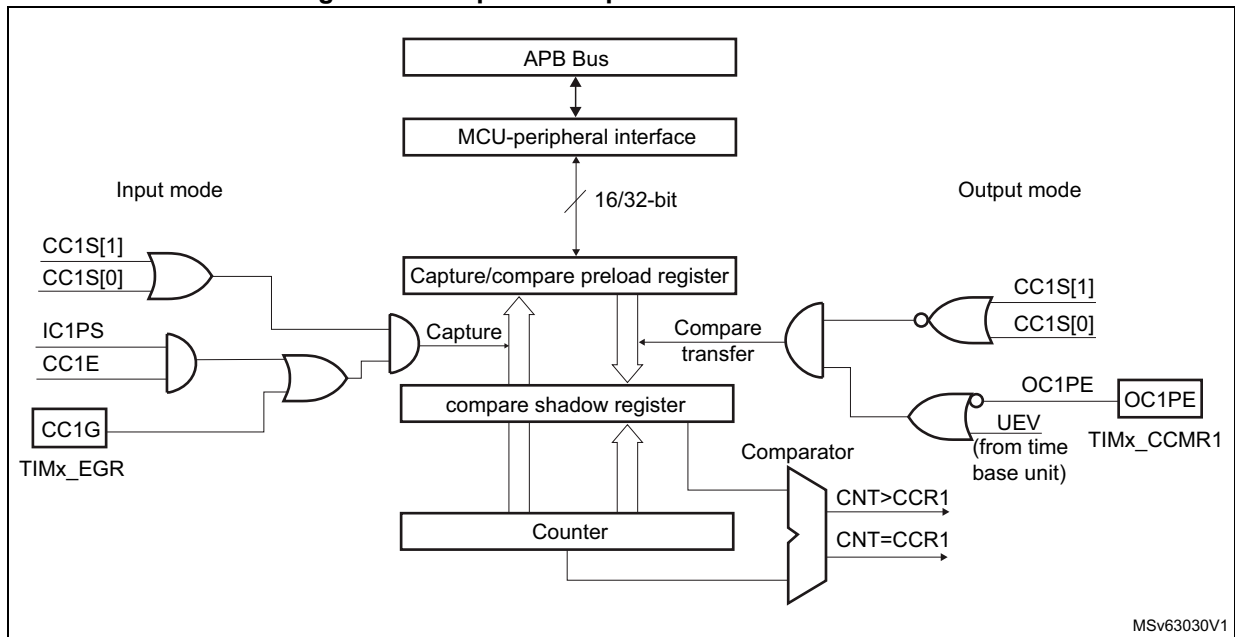 APB Bus
MCU-peripheral interface
16/32-bit
Input mode
Output mode
CC1S[1]
CC1S[0]
IC1PS
CC1E
CC1G
TIMx_EGR
Capture/compare preload register
Capture
Compare
transfer
compare shadow register
Counter
Comparator
CNT>CCR1
CNT=CCR1
CC1S[1]
CC1S[0]
OC1PE
OC1PE
UEV
(from time
base unit)
TIMx_CCMR1
MSv63030V1